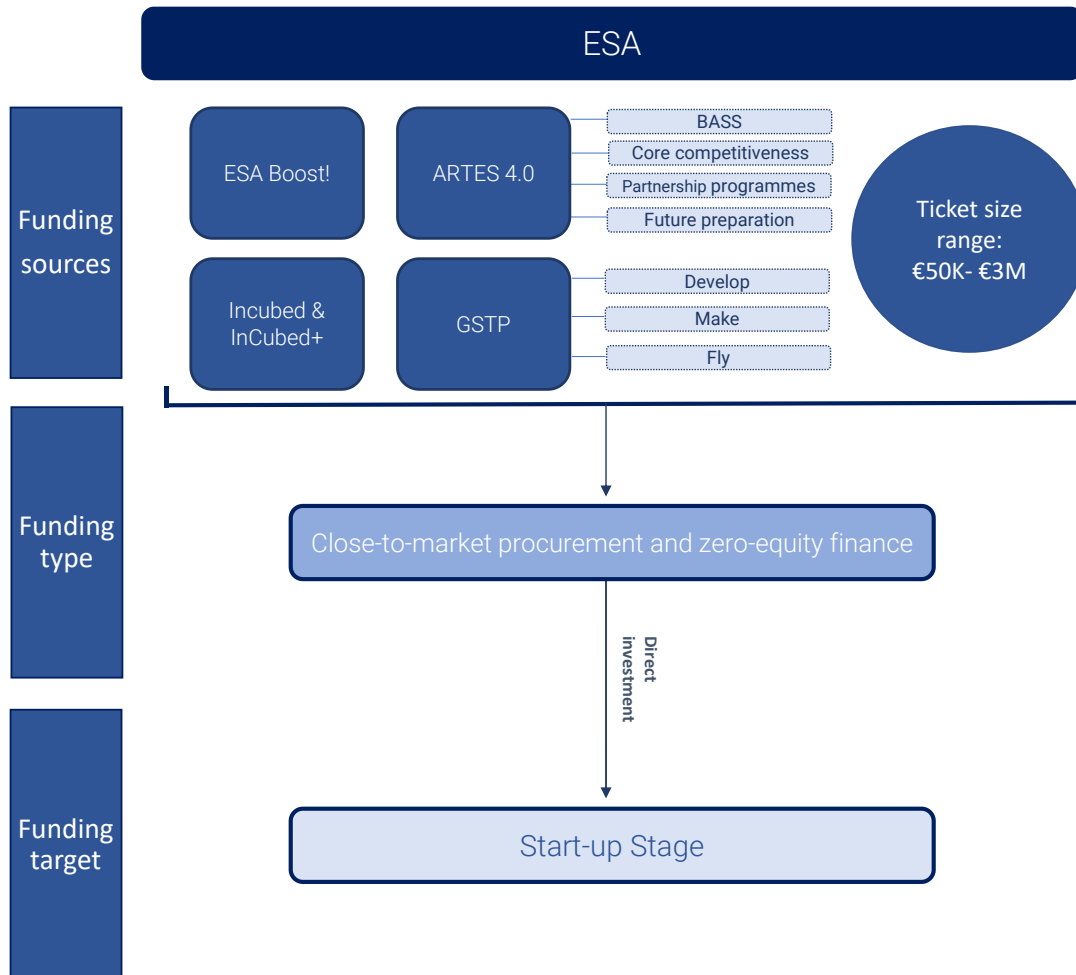 ESA
Funding
sources
ESA Boost!
ARTES 4.0
BASS
Core competitiveness
Partnership programmes
Future preparation
Incubed &
InCubed+
GSTP
Develop
Make
Fly
Ticket size
range:
€50K- €3M
Funding
type
Close-to-market procurement and zero-equity finance
Direct
investment
Funding
target
Start-up Stage